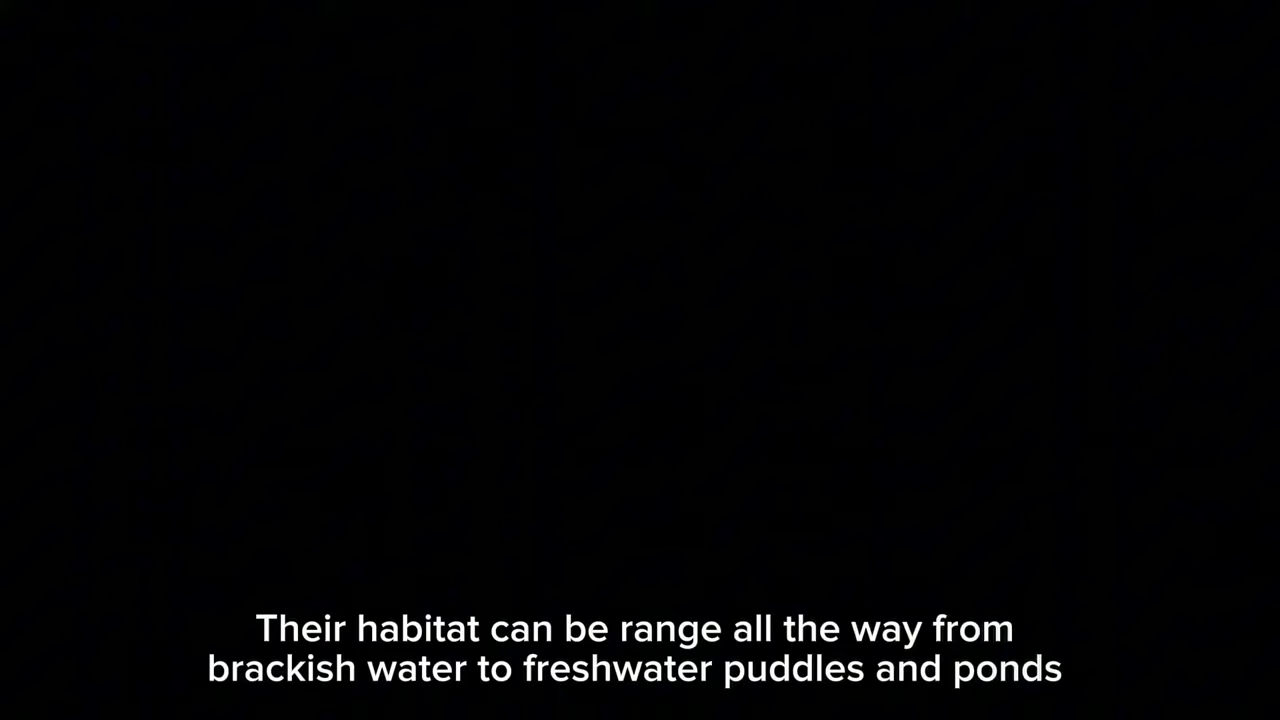 Their habitat can be range all the way from
brackish water to freshwater puddles and ponds